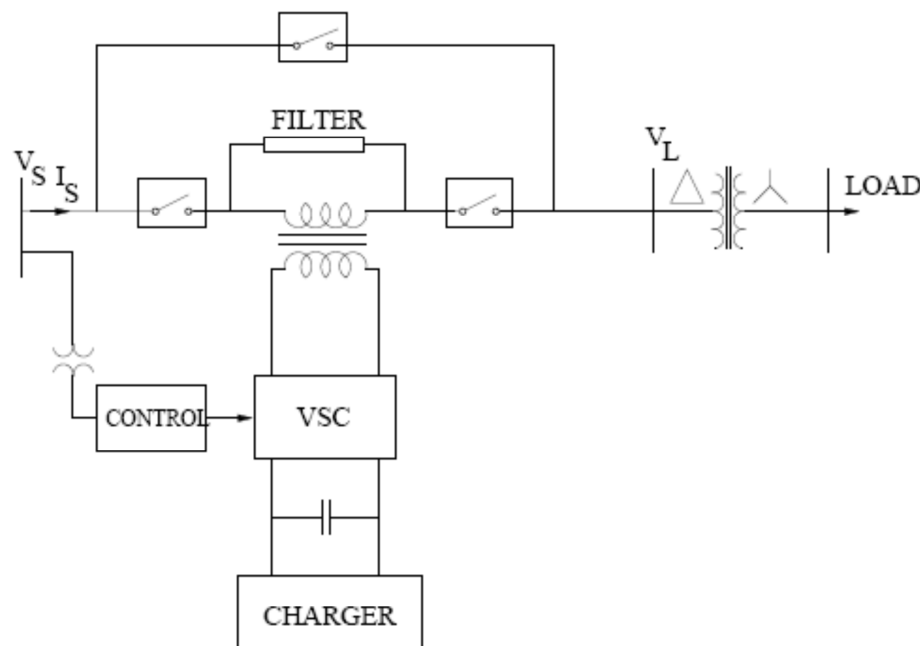 FILTER
V_S I_S
V_L
LOAD
CONTROL
VSC
CHARGER